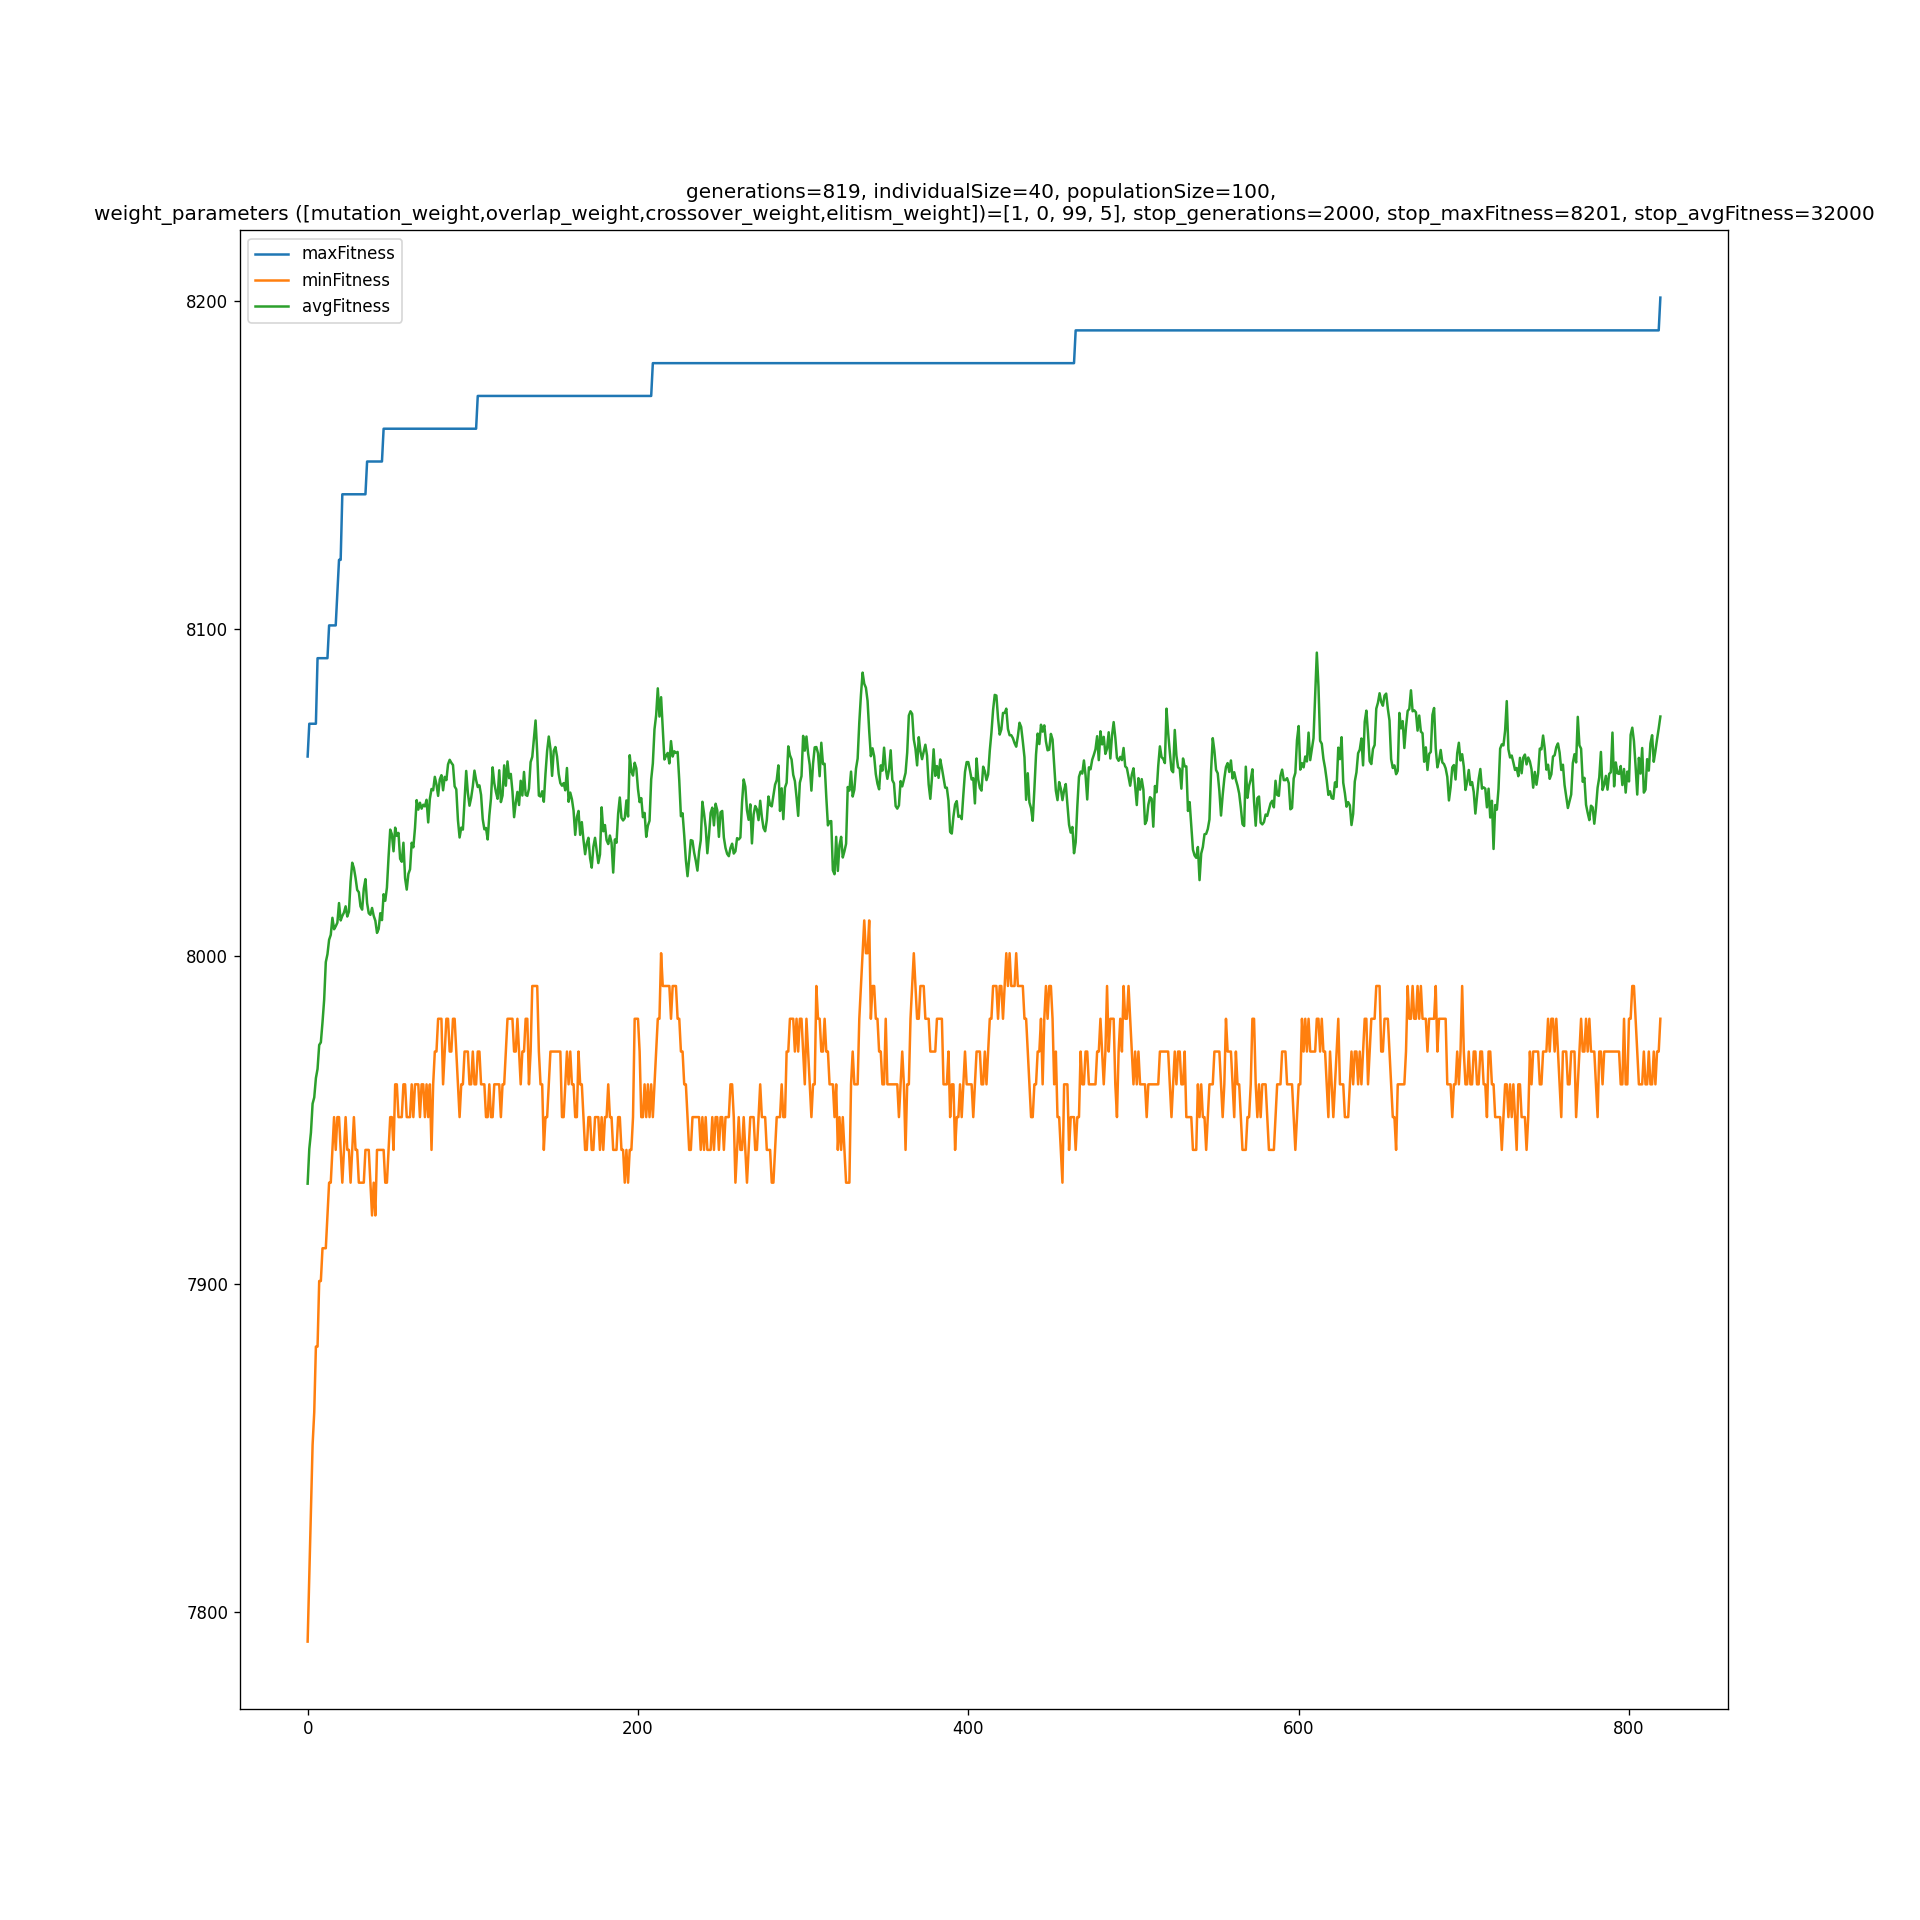 generations=819, individualSize=40, populationSize=100,
weight_parameters ([mutation_weight,overlap_weight,crossover_weight,elitism_weight])=[1, 0, 99, 5], stop_generations=2000, stop_maxFitness=8201, stop_avgFitness=32000
maxFitness
minFitness
avgFitness
8200
8100
8000
7900
7800
0
200
400
600
800